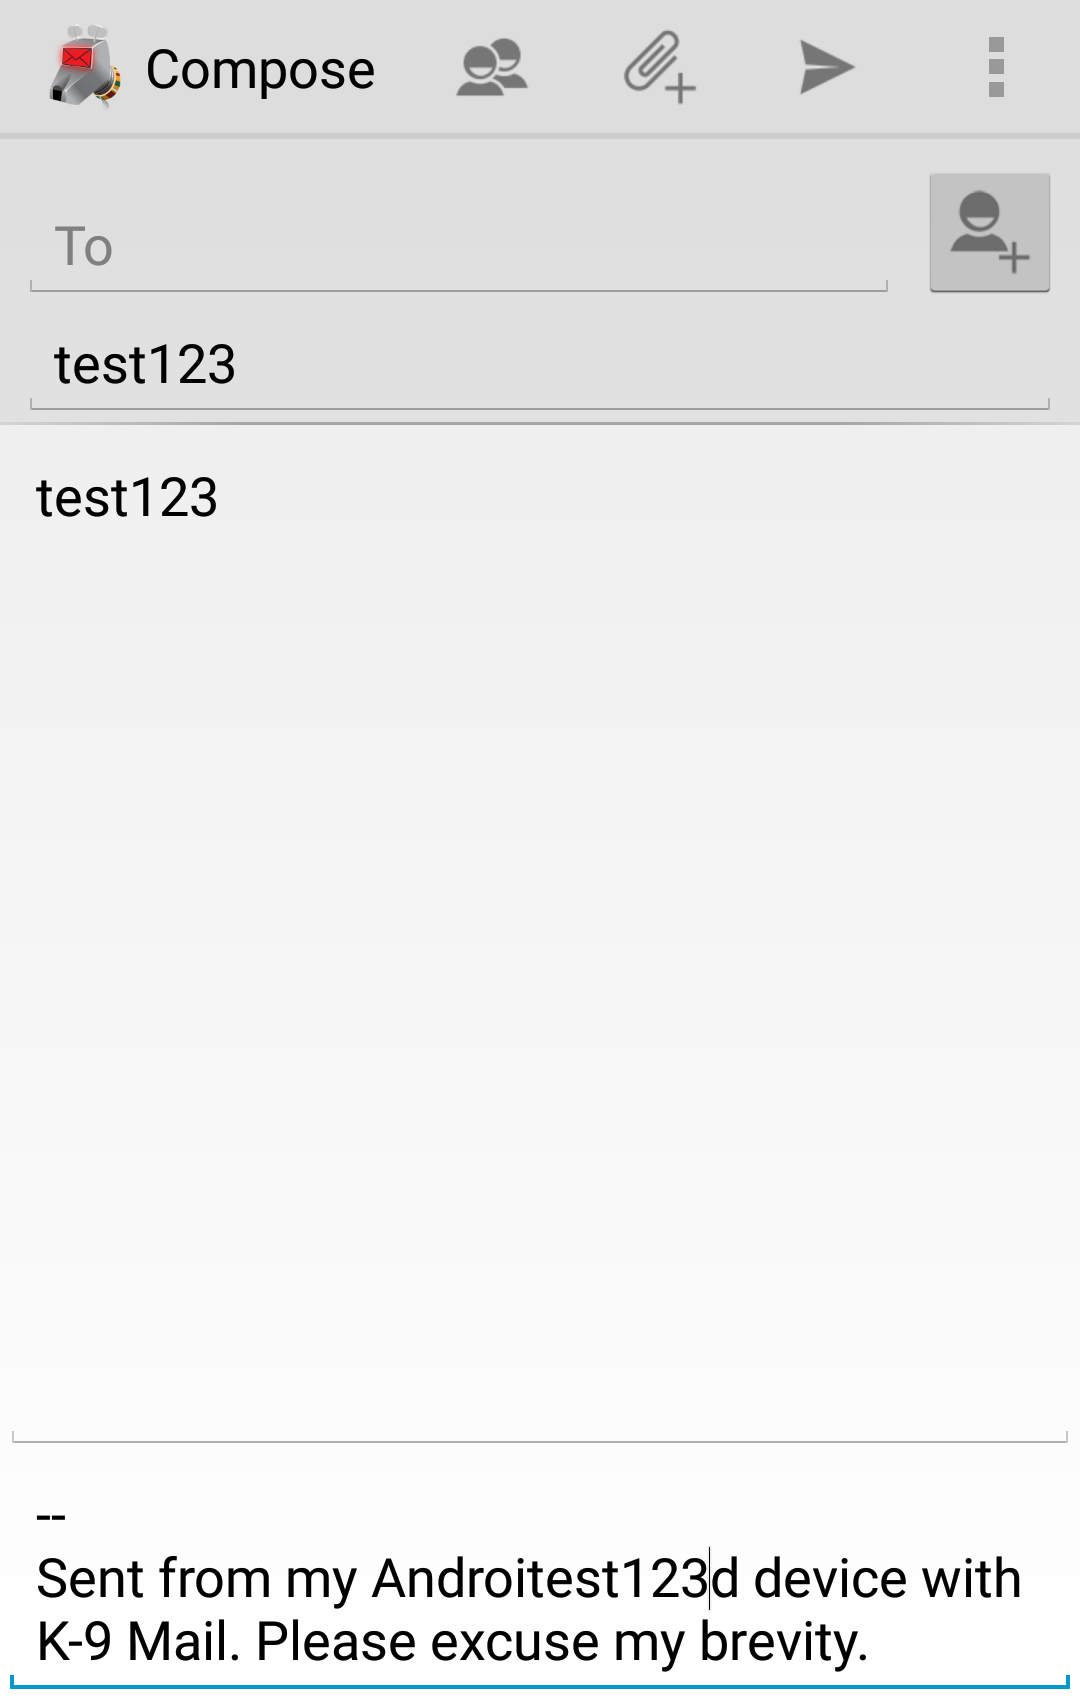 Compose
To
test123
test123
--
Sent from my Androitest123d device with
K-9 Mail. Please excuse my brevity.